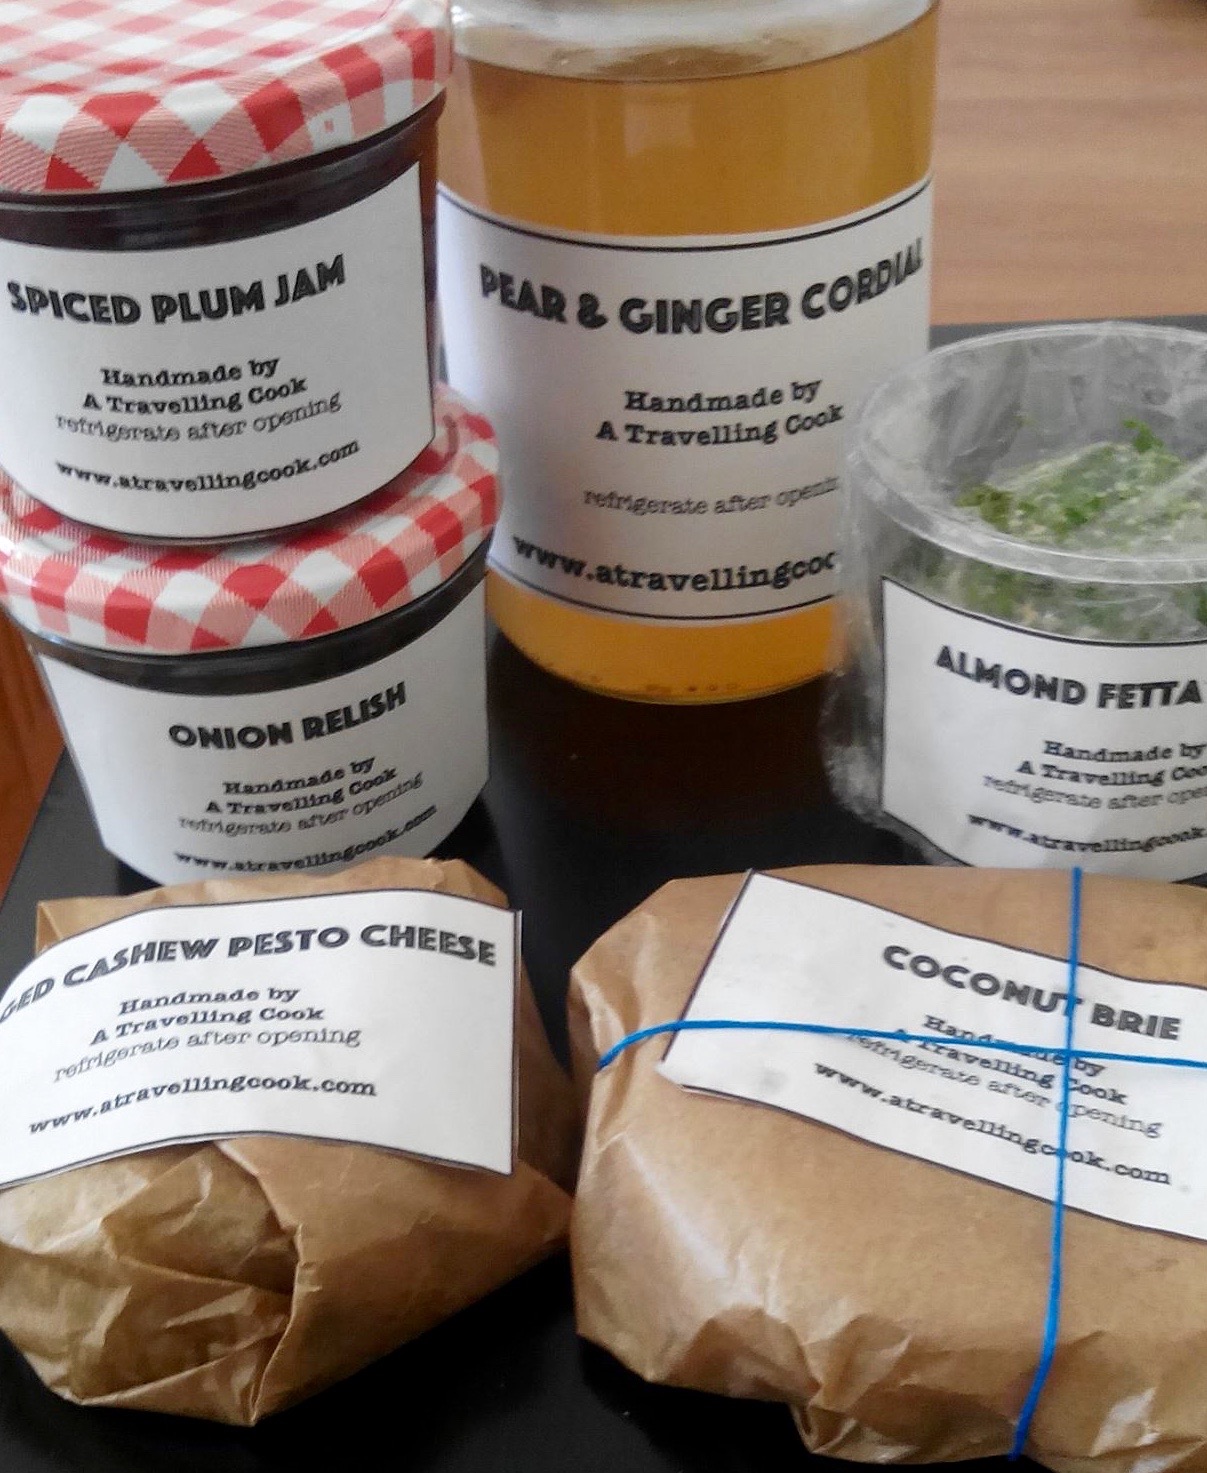 SPICED PLUM JAM
Handmade by
A Travelling Cook
refrigerate after opening
www.atravellingcook.com
PEAR & GINGER CORDIAL
Handmade by
A Travelling Cook
refrigerate after openin
www.atravellingcoo
ONION RELISH
Handmade by
A Travelling Cook
refrigerate after opening
www.atravellingcook.com
ALMOND FETTA
Handmade by
A Travelling Coo
refrigerate after ope
www.atravellingcook.
GED CASHEW PESTO CHEESE
Handmade by
A Travelling Cook
refrigerate after opening
www.atravellingcook.com
COCONUT BRIE
Handmade by
A Travelling Cook
refrigerate after opening
www.atravellingcook.com